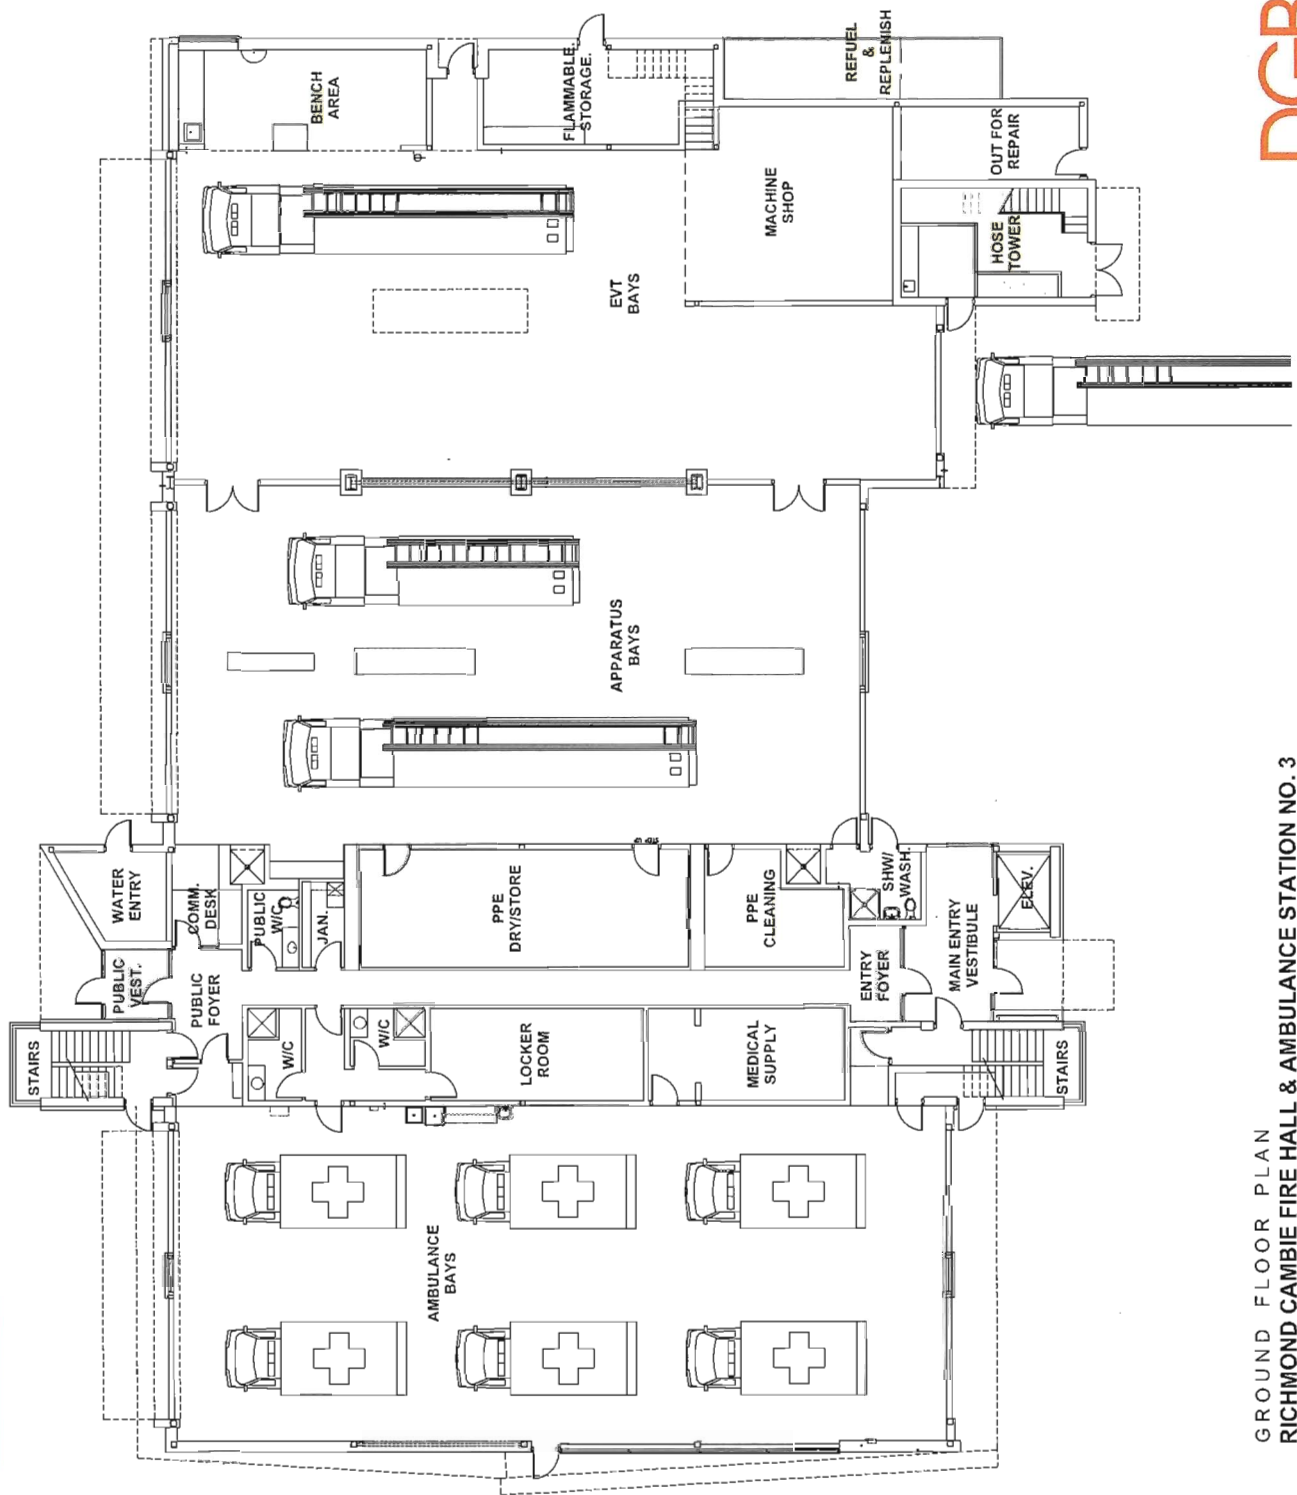 STAIRS
WATER
ENTRY
PUBLIC
VEST.
COMM.
DESK
PUBLIC
FOYER
PUBLIC
W/C
JAN.
W/C
W/C
BENCH
AREA
AMBULANCE
BAYS
LOCKER
ROOM
PPE
DRY/STORE
APPARATUS
BAYS
EVT
BAYS
FLAMMABLE.
STORAGE.
MEDICAL
SUPPLY
PPE
CLEANING
MACHINE
SHOP
ENTRY
FOYER
SHW/
WASH.
REFUEL
&
REPLENISH
MAIN ENTRY
VESTIBULE
HOSE
TOWER
OUT FOR
REPAIR
STAIRS
ELEV.
GROUND FLOOR PLAN
RICHMOND CAMBIE FIRE HALL & AMBULANCE STATION NO. 3